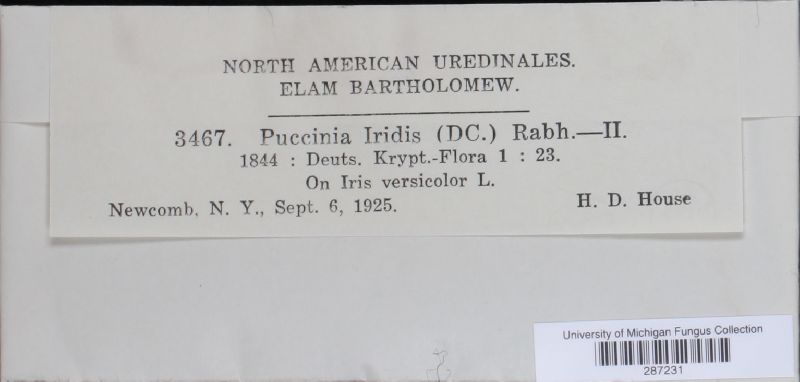 NORTH AMERICAN UREDINALES.
ELAM BARTHOLOMEW.
3467. Puccinia Iridis (DC.) Rabh.—II.
1844 : Deuts. Krypt.-Flora 1 : 23.
On Iris versicolor L.
Newcomb, N. Y., Sept. 6, 1925. H. D. House
University of Michigan Fungus Collection
287231